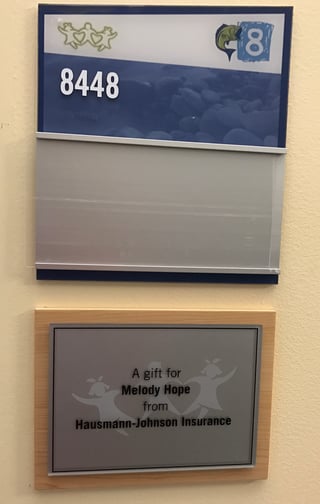 8
8448
A gift for
Melody Hope
from
Hausmann-Johnson Insurance